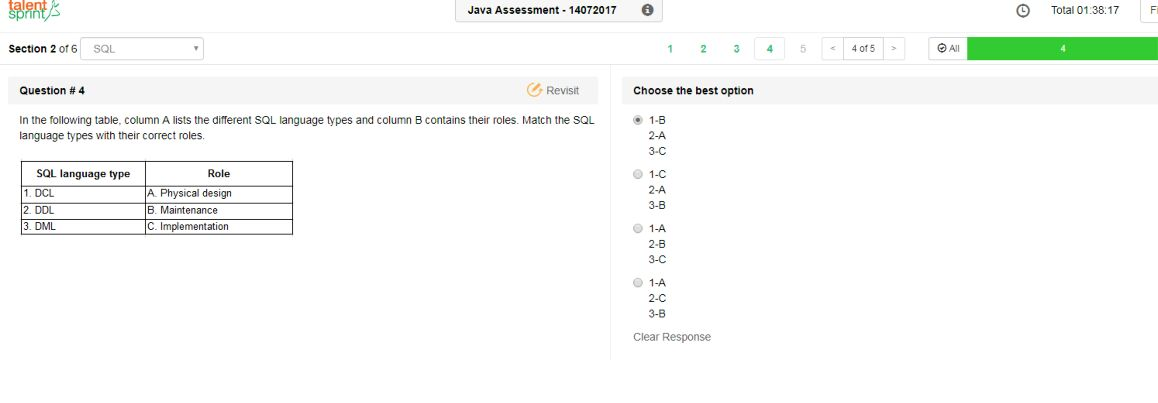 talent
sprint
Java Assessment - 14072017
Total 01:38:17
Section 2 of 6 SQL
1 2 3 4 5 < 4 of 5 > All 4
Question # 4
Revisit
In the following table, column A lists the different SQL language types and column B contains their roles. Match the SQL
language types with their correct roles.
SQL language type Role
1. DCL A. Physical design
2. DDL B. Maintenance
3. DML C. Implementation
Choose the best option
1-B
2-A
3-C
1-C
2-A
3-B
1-A
2-B
3-C
1-A
2-C
3-B
Clear Response